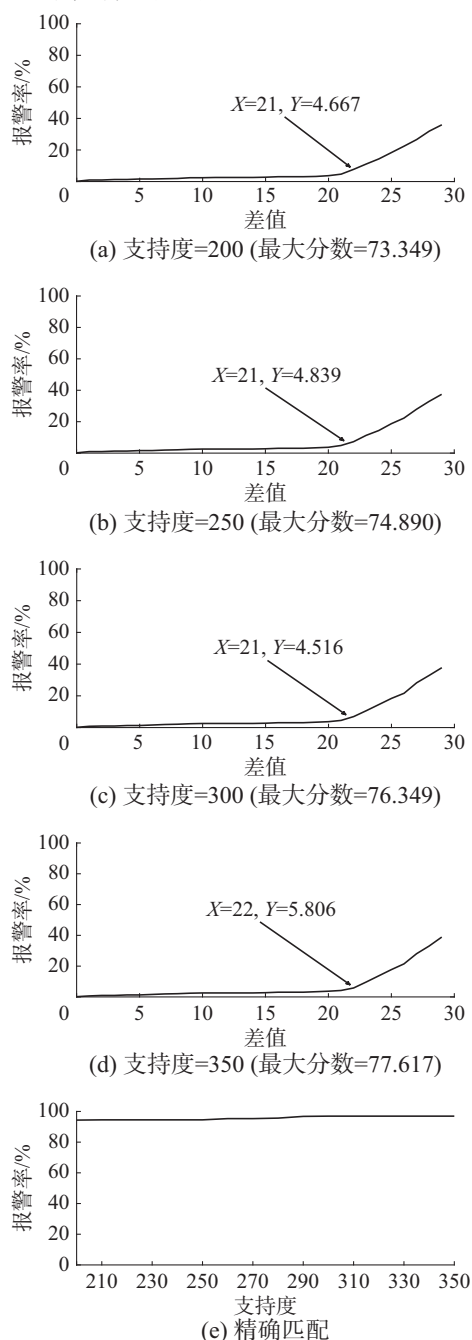 100
80
60
40
20
0
报警率/%
X=21, Y=4.667
5 10 15 20 25 30
差值
(a) 支持度=200 (最大分数=73.349)
100
80
60
40
20
0
报警率/%
X=21, Y=4.839
5 10 15 20 25 30
差值
(b) 支持度=250 (最大分数=74.890)
100
80
60
40
20
0
报警率/%
X=21, Y=4.516
5 10 15 20 25 30
差值
(c) 支持度=300 (最大分数=76.349)
100
80
60
40
20
0
报警率/%
X=22, Y=5.806
5 10 15 20 25 30
差值
(d) 支持度=350 (最大分数=77.617)
100
80
60
40
20
0
报警率/%
210 230 250 270 290 310 330 350
支持度
(e) 精确匹配